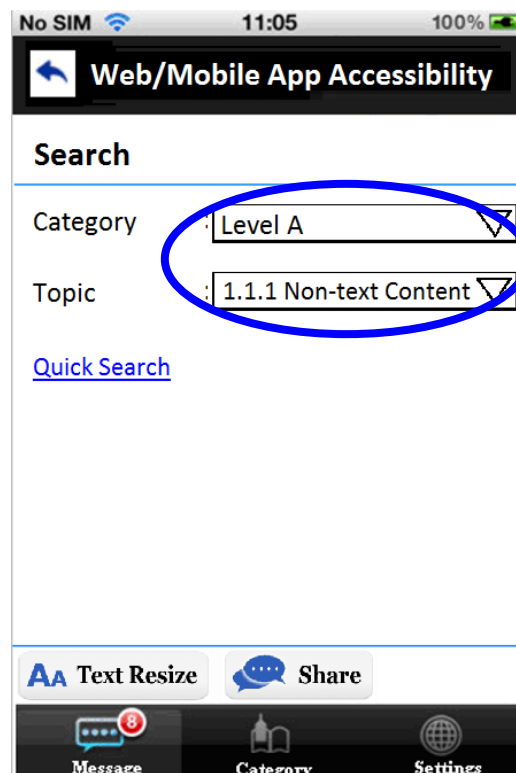 No SIM 11:05 100%
Web/Mobile App Accessibility
Search
Category : Level A
Topic : 1.1.1 Non-text Content
Quick Search
AA Text Resize Share
8
Message Category Settings